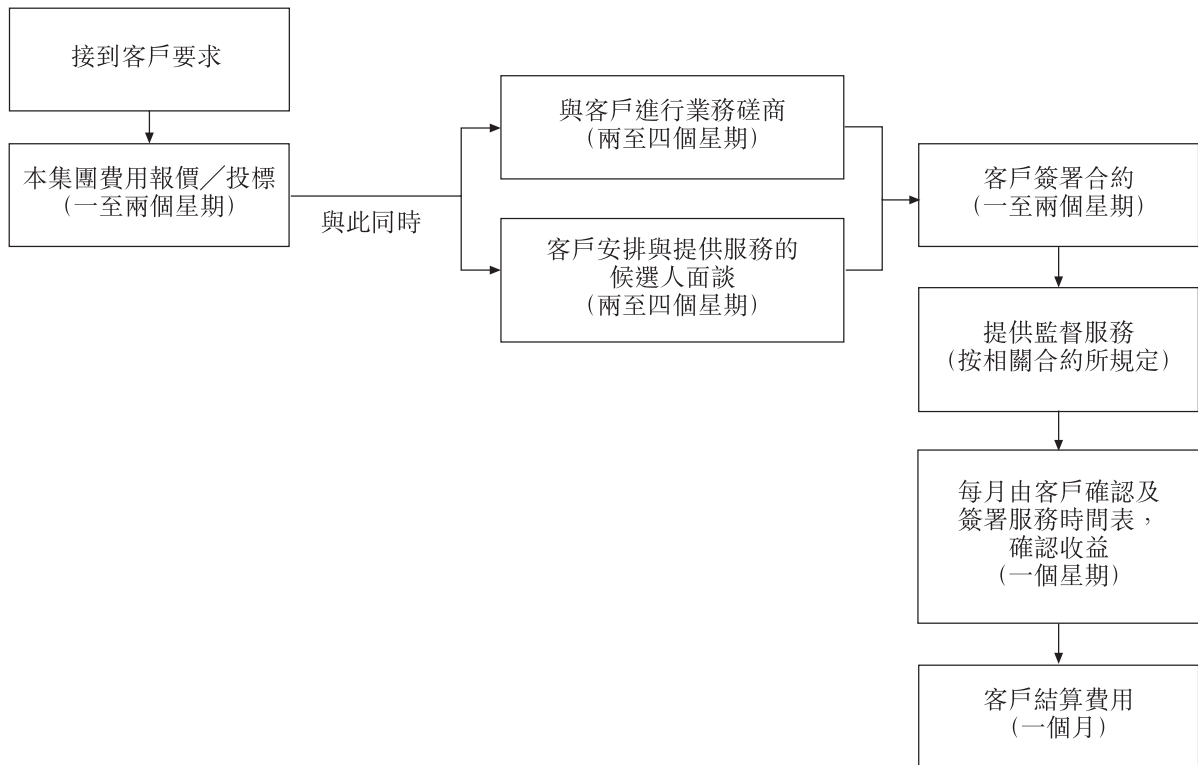 接到客戶要求
本集團費用報價／投標
（一至兩個星期）
與此同時
與客戶進行業務磋商
（兩至四個星期）
客戶安排與提供服務的
候選人面談
（兩至四個星期）
客戶簽署合約
（一至兩個星期）
提供監督服務
（按相關合約所規定）
每月由客戶確認及
簽署服務時間表，
確認收益
（一個星期）
客戶結算費用
（一個月）